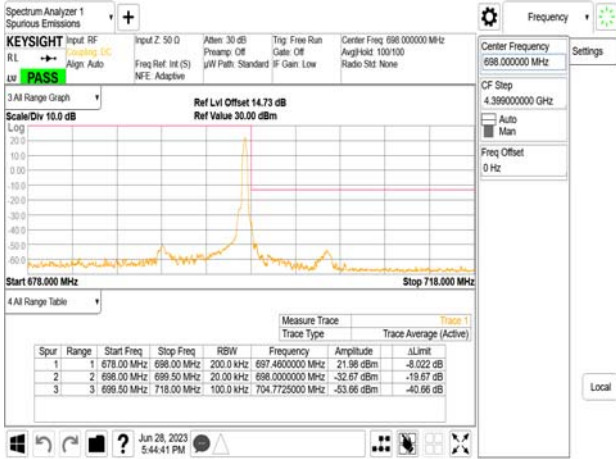 Spectrum Analyzer 1
Spurious Emissions
Frequency
KEYSIGHT
RL
LV
PASS
Input: RF
Coupling: DC
Align: Auto
Input Z: 50 Ω
Freq Ref: Int (S)
NFE: Adaptive
Atten: 30 dB
Preamp: Off
µW Path: Standard
Trig: Free Run
Gate: Off
IF Gain: Low
Center Freq: 698.000000 MHz
Avg|Hold: 100/100
Radio Std: None
Center Frequency
698.000000 MHz
Settings
CF Step
4.399000000 GHz
Auto
Man
Freq Offset
0 Hz
Local
3 All Range Graph
Scale/Div 10.0 dB
Ref Lvl Offset 14.73 dB
Ref Value 30.00 dBm
Log
20.0
10.0
0.00
-10.0
-20.0
-30.0
-40.0
-50.0
-60.0
Start 678.000 MHz
Stop 718.000 MHz
4 All Range Table
Measure Trace Trace 1
Trace Type Trace Average (Active)
Spur Range Start Freq Stop Freq RBW Frequency Amplitude ΔLimit
1 1 678.00 MHz 698.00 MHz 200.0 kHz 697.4600000 MHz 21.98 dBm -8.022 dB
2 2 698.00 MHz 699.50 MHz 20.00 kHz 698.0000000 MHz -32.67 dBm -19.67 dB
3 3 699.50 MHz 718.00 MHz 100.0 kHz 704.7725000 MHz -53.66 dBm -40.66 dB
?
Jun 28, 2023
5:44:41 PM